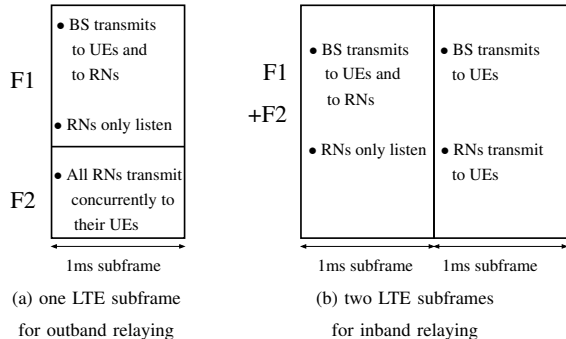 F1
● BS transmits
to UEs and
to RNs
● RNs only listen
F2
● All RNs transmit
concurrently to
their UEs
1ms subframe
(a) one LTE subframe
for outband relaying
F1
+F2
● BS transmits
to UEs and
to RNs
● RNs only listen
● BS transmits
to UEs
● RNs transmit
to UEs
1ms subframe
1ms subframe
(b) two LTE subframes
for inband relaying